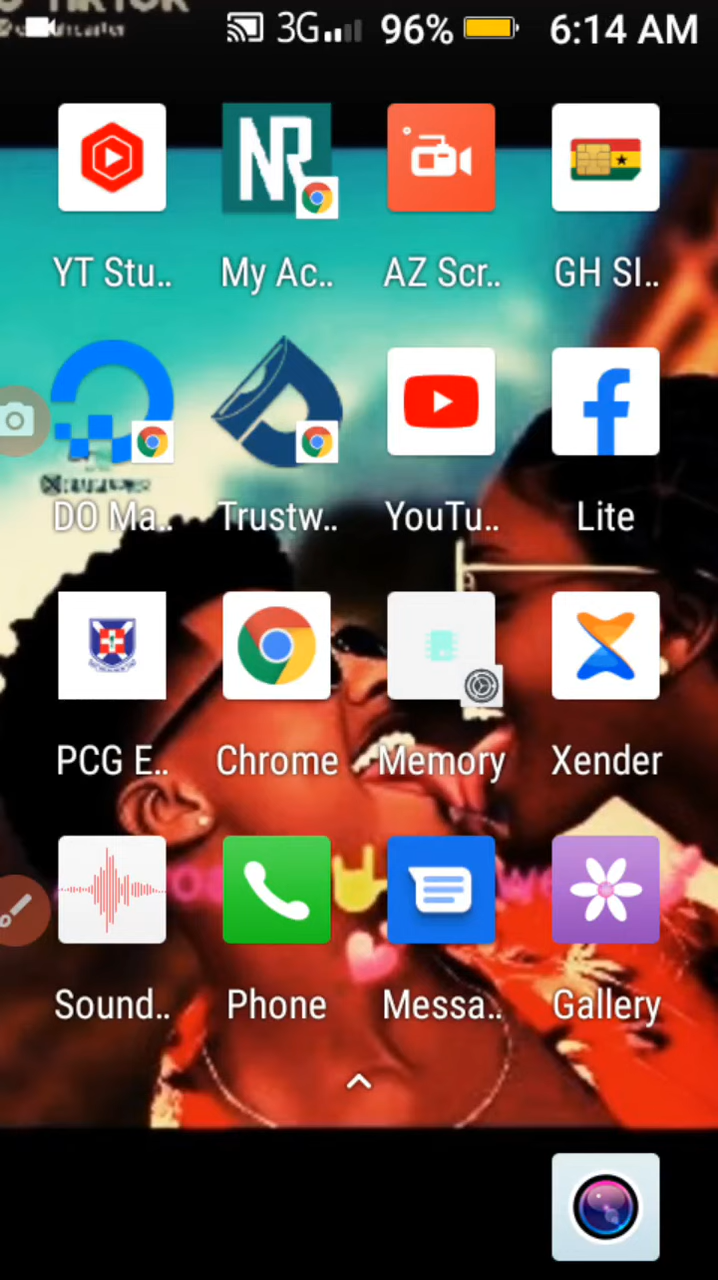 3G 96% 6:14 AM
NR
YT Stu.. My Ac.. AZ Scr.. GH SI..
DO Ma.. Trustw.. YouTu.. Lite
PCG E.. Chrome Memory Xender
Sound.. Phone Messa.. Gallery